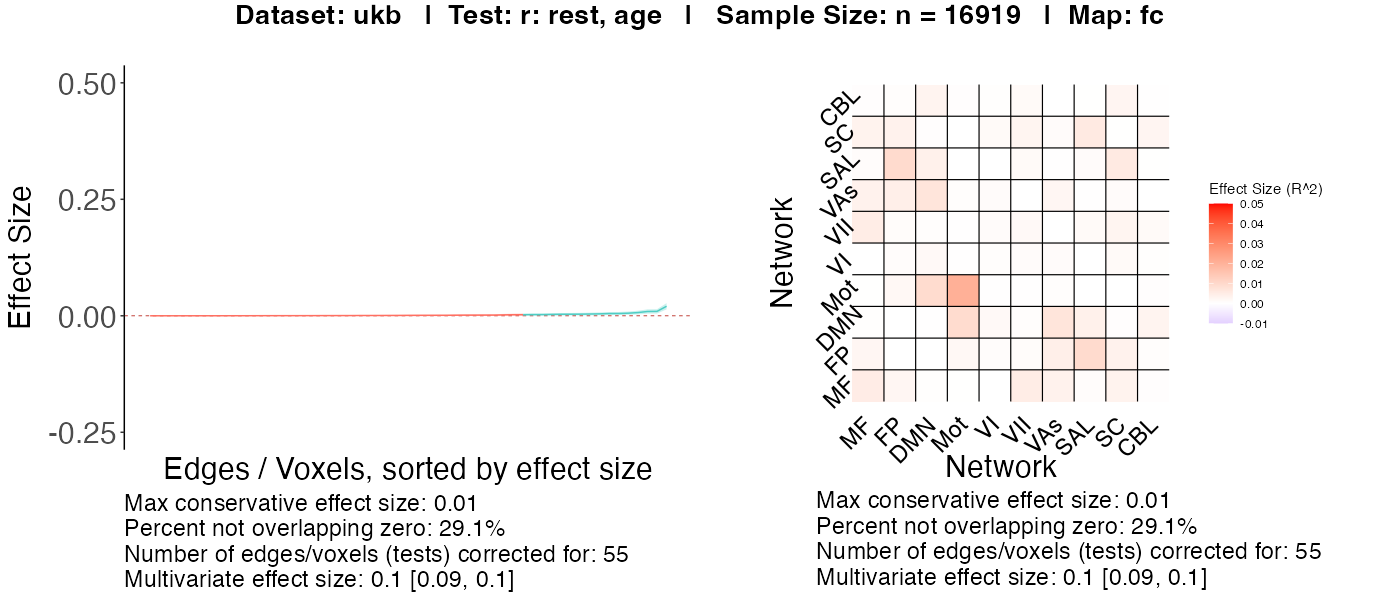 Dataset: ukb | Test: r: rest, age | Sample Size: n = 16919 | Map: fc
0.50
0.25
0.00
-0.25
Effect Size
Edges / Voxels, sorted by effect size
Max conservative effect size: 0.01
Percent not overlapping zero: 29.1%
Number of edges/voxels (tests) corrected for: 55
Multivariate effect size: 0.1 [0.09, 0.1]
Network
CBL
SC
SAL
VAs
VII
VI
Mot
DMN
FP
MF
MF FP DMN Mot VI VII VAs SAL SC CBL
Network
Effect Size (R^2)
0.05
0.04
0.03
0.02
0.01
0.00
-0.01
Max conservative effect size: 0.01
Percent not overlapping zero: 29.1%
Number of edges/voxels (tests) corrected for: 55
Multivariate effect size: 0.1 [0.09, 0.1]